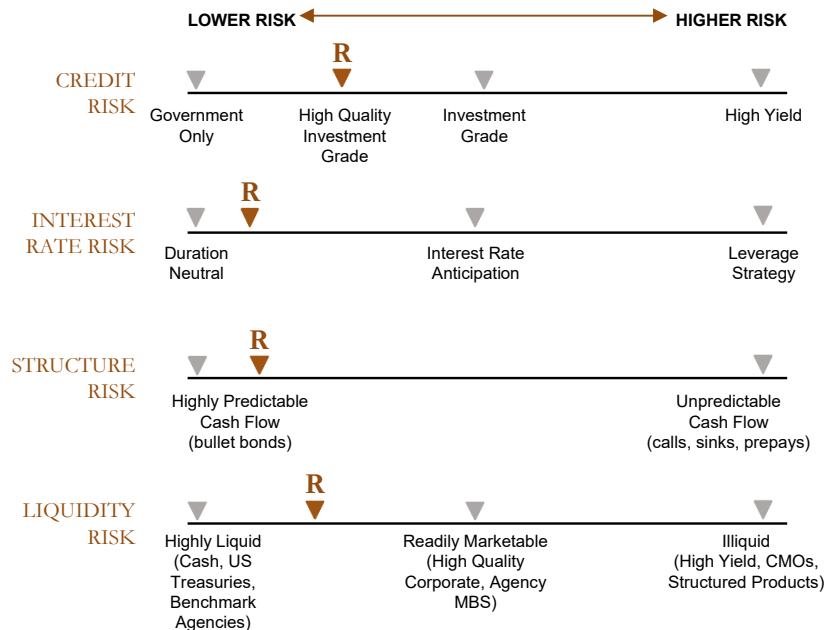 LOWER RISK HIGHER RISK
R
CREDIT
RISK
Government
Only
High Quality
Investment
Grade
Investment
Grade
High Yield
R
INTEREST
RATE RISK
Duration
Neutral
Interest Rate
Anticipation
Leverage
Strategy
R
STRUCTURE
RISK
Highly Predictable
Cash Flow
(bullet bonds)
Unpredictable
Cash Flow
(calls, sinks, prepays)
R
LIQUIDITY
RISK
Highly Liquid
(Cash, US
Treasuries,
Benchmark
Agencies)
Readily Marketable
(High Quality
Corporate, Agency
MBS)
Illiquid
(High Yield, CMOs,
Structured Products)